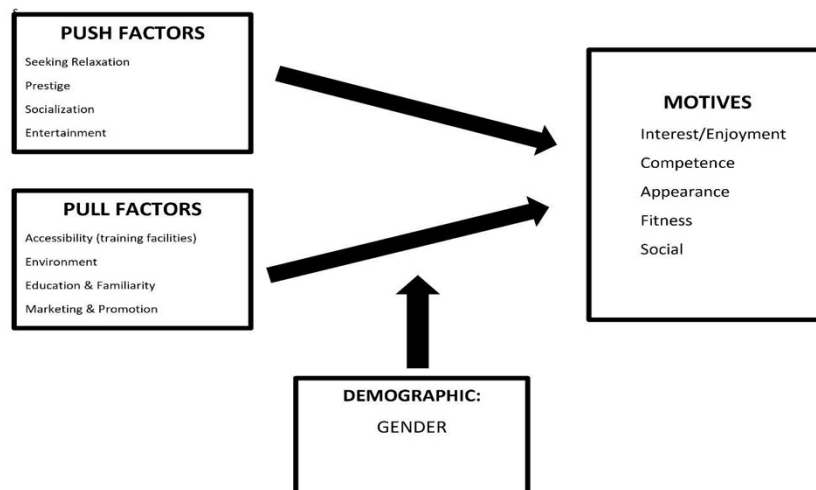 PUSH FACTORS
Seeking Relaxation
Prestige
Socialization
Entertainment
PULL FACTORS
Accessibility (training facilities)
Environment
Education & Familiarity
Marketing & Promotion
MOTIVES
Interest/Enjoyment
Competence
Appearance
Fitness
Social
DEMOGRAPHIC:
GENDER